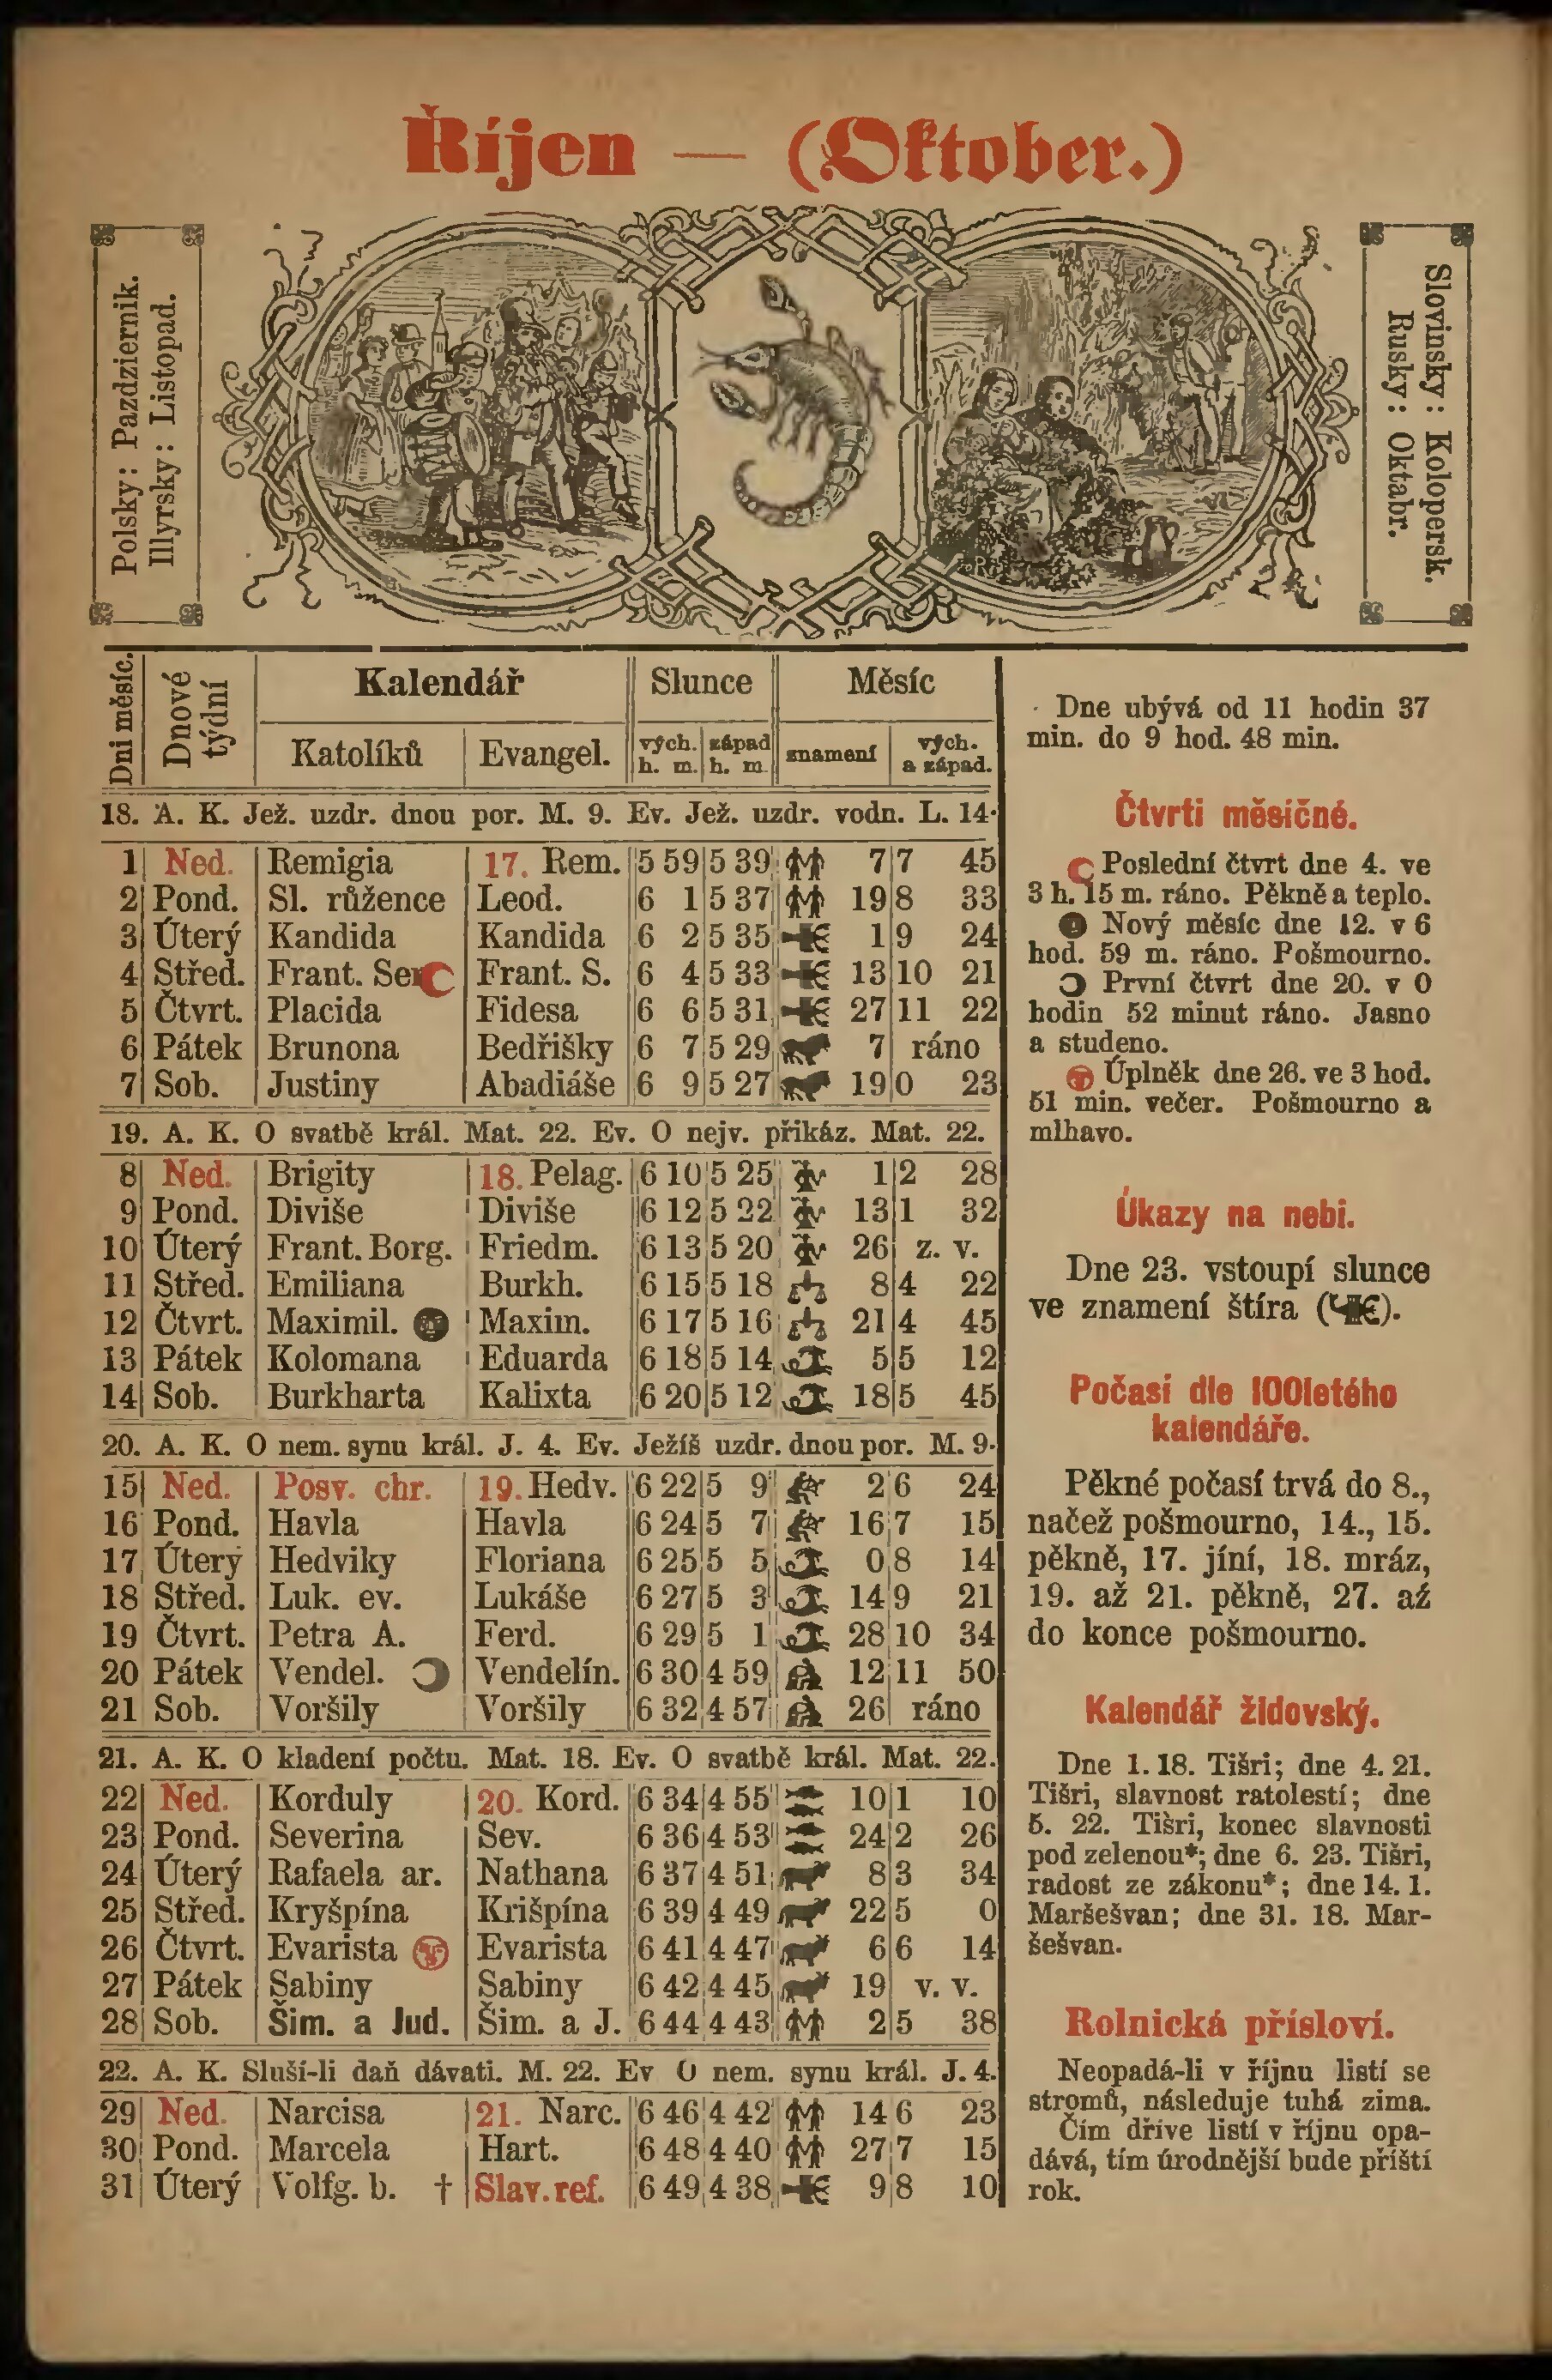 Říjen — (Oktober.)
Polsky: Pazdziernik.
Illyrsky: Listopad.
Slovinsky: Kolopersk.
Rusky: Oktabr.
Dni měsíc.
Dnové týdní
Kalendář Slunce Měsíc
Katolíků Evangel. vých. h. m. západ h. m. znamení vých. a západ.
18. A. K. Jež. uzdr. dnou por. M. 9. Ev. Jež. uzdr. vodn. L. 14.
1 Ned. Remigia 17. Rem. 5 59 5 39 7 7 45
2 Pond. Sl. růžence Leod. 6 1 5 37 19 8 33
3 Úterý Kandida Kandida 6 2 5 35 1 9 24
4 Střed. Frant. Ser Frant. S. 6 4 5 33 13 10 21
5 Čtvrt. Placida Fidesa 6 6 5 31 27 11 22
6 Pátek Brunona Bedřišky 6 7 5 29 7 ráno
7 Sob. Justiny Abadiáše 6 9 5 27 19 0 23
19. A. K. O svatbě král. Mat. 22. Ev. O nejv. přikáz. Mat. 22.
8 Ned. Brigity 18. Pelag. 6 10 5 25 1 2 28
9 Pond. Diviše Diviše 6 12 5 22 13 1 32
10 Úterý Frant. Borg. Friedm. 6 13 5 20 26 z. v.
11 Střed. Emiliana Burkh. 6 15 5 18 8 4 22
12 Čtvrt. Maximil. Maxim. 6 17 5 16 21 4 45
13 Pátek Kolomana Eduarda 6 18 5 14 5 5 12
14 Sob. Burkharta Kalixta 6 20 5 12 18 5 45
20. A. K. O nem. synu král. J. 4. Ev. Ježíš uzdr. dnou por. M. 9.
15 Ned. Posv. chr. 19. Hedv. 6 22 5 9 2 6 24
16 Pond. Havla Havla 6 24 5 7 16 7 15
17 Úterý Hedviky Floriana 6 25 5 5 0 8 14
18 Střed. Luk. ev. Lukáše 6 27 5 3 14 9 21
19 Čtvrt. Petra A. Ferd. 6 29 5 1 28 10 34
20 Pátek Vendel. Vendelín. 6 30 4 59 12 11 50
21 Sob. Voršily Voršily 6 32 4 57 26 ráno
21. A. K. O kladení počtu. Mat. 18. Ev. O svatbě král. Mat. 22.
22 Ned. Korduly 20. Kord. 6 34 4 55 10 1 10
23 Pond. Severina Sev. 6 36 4 53 24 2 26
24 Úterý Rafaela ar. Nathana 6 37 4 51 8 3 34
25 Střed. Kryšpína Krišpína 6 39 4 49 22 5 0
26 Čtvrt. Evarista Evarista 6 41 4 47 6 6 14
27 Pátek Sabiny Sabiny 6 42 4 45 19 v. v.
28 Sob. Šim. a Jud. Šim. a J. 6 44 4 43 2 5 38
22. A. K. Sluší-li daň dávati. M. 22. Ev O nem. synu král. J. 4.
29 Ned. Narcisa 21. Narc. 6 46 4 42 14 6 23
30 Pond. Marcela Hart. 6 48 4 40 27 7 15
31 Úterý Volfg. b. † Slav. ref. 6 49 4 38 9 8 10
Dne ubývá od 11 hodin 37
min. do 9 hod. 48 min.
Čtvrti měsíčné.
Poslední čtvrt dne 4. ve
3 h. 15 m. ráno. Pěkně a teplo.
Nový měsíc dne 12. v 6
hod. 59 m. ráno. Pošmourno.
První čtvrt dne 20. v 0
hodin 52 minut ráno. Jasno
a studeno.
Úplněk dne 26. ve 3 hod.
51 min. večer. Pošmourno a
mlhavo.
Úkazy na nebi.
Dne 23. vstoupí slunce
ve znamení štíra ( ).
Počasí dle 100letého
kalendáře.
Pěkné počasí trvá do 8.,
načež pošmourno, 14., 15.
pěkně, 17. jíní, 18. mráz,
19. až 21. pěkně, 27. až
do konce pošmourno.
Kalendář židovský.
Dne 1. 18. Tišri; dne 4. 21.
Tišri, slavnost ratolestí; dne
5. 22. Tišri, konec slavnosti
pod zelenou*; dne 6. 23. Tišri,
radost ze zákonu*; dne 14. 1.
Maršešvan; dne 31. 18. Mar-
šešvan.
Rolnická přísloví.
Neopadá-li v říjnu listí se
stromů, následuje tuhá zima.
Čím dříve listí v říjnu opa-
dává, tím úrodnější bude příští
rok.